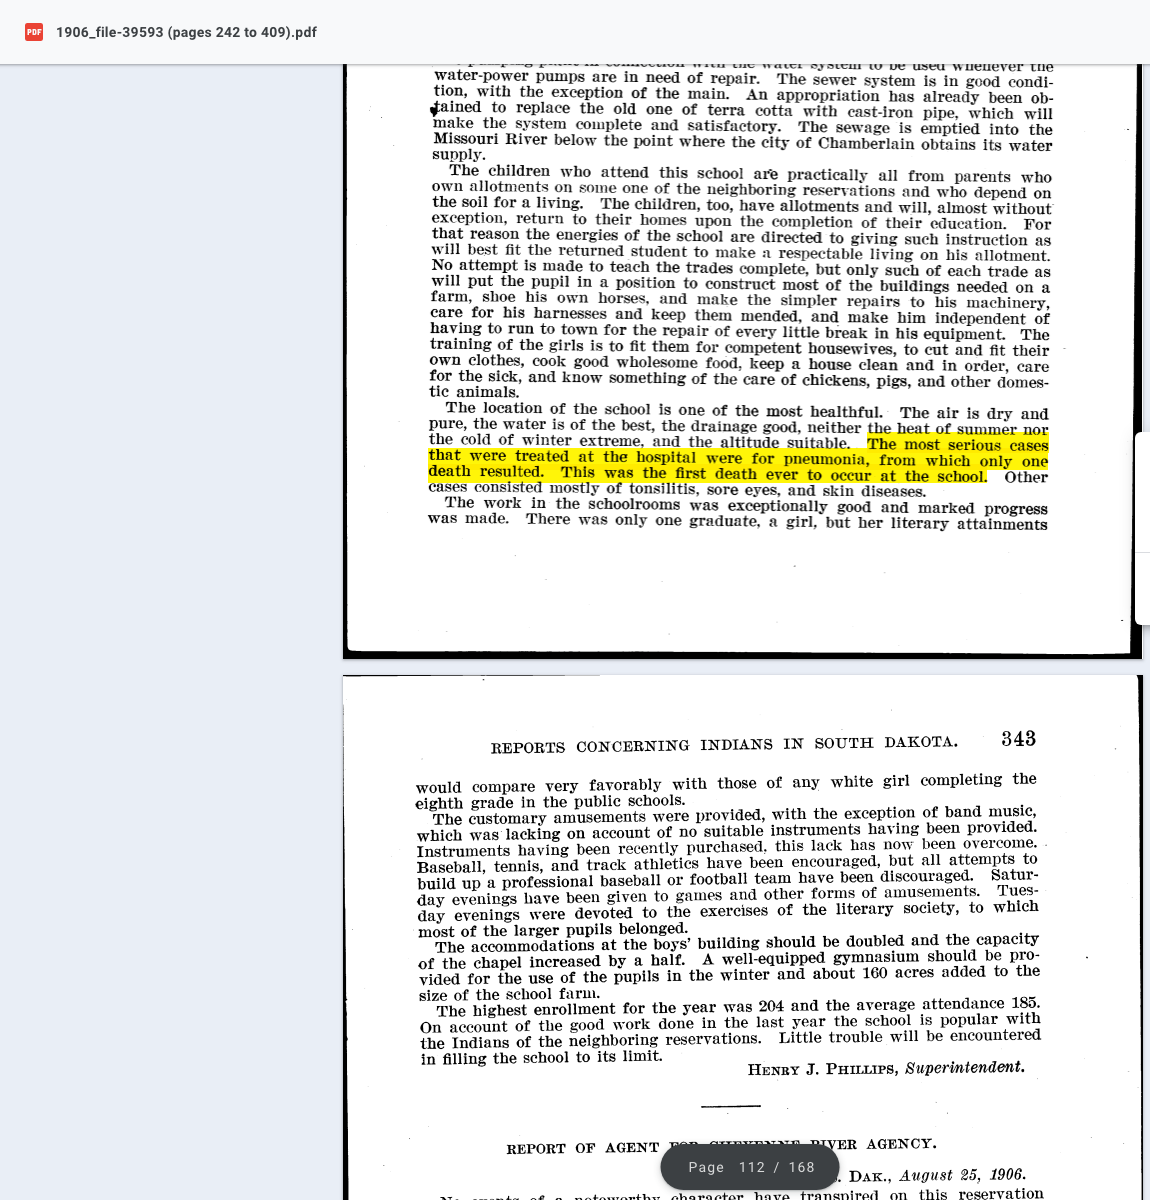 PDF 1906_file-39593 (pages 242 to 409).pdf
in connection with the water system to be used whenever the
water-power pumps are in need of repair. The sewer system is in good condi-
tion, with the exception of the main. An appropriation has already been ob-
tained to replace the old one of terra cotta with cast-iron pipe, which will
make the system complete and satisfactory. The sewage is emptied into the
Missouri River below the point where the city of Chamberlain obtains its water
supply.
The children who attend this school are practically all from parents who
own allotments on some one of the neighboring reservations and who depend on
the soil for a living. The children, too, have allotments and will, almost without
exception, return to their homes upon the completion of their education. For
that reason the energies of the school are directed to giving such instruction as
will best fit the returned student to make a respectable living on his allotment.
No attempt is made to teach the trades complete, but only such of each trade as
will put the pupil in a position to construct most of the buildings needed on a
farm, shoe his own horses, and make the simpler repairs to his machinery,
care for his harnesses and keep them mended, and make him independent of
having to run to town for the repair of every little break in his equipment. The
training of the girls is to fit them for competent housewives, to cut and fit their
own clothes, cook good wholesome food, keep a house clean and in order, care
for the sick, and know something of the care of chickens, pigs, and other domes-
tic animals.
The location of the school is one of the most healthful. The air is dry and
pure, the water is of the best, the drainage good, neither the heat of summer nor
the cold of winter extreme, and the altitude suitable. The most serious cases
that were treated at the hospital were for pneumonia, from which only one
death resulted. This was the first death ever to occur at the school. Other
cases consisted mostly of tonsilitis, sore eyes, and skin diseases.
The work in the schoolrooms was exceptionally good and marked progress
was made. There was only one graduate, a girl, but her literary attainments
REPORTS CONCERNING INDIANS IN SOUTH DAKOTA. 343
would compare very favorably with those of any white girl completing the
eighth grade in the public schools.
The customary amusements were provided, with the exception of band music,
which was lacking on account of no suitable instruments having been provided.
Instruments having been recently purchased, this lack has now been overcome.
Baseball, tennis, and track athletics have been encouraged, but all attempts to
build up a professional baseball or football team have been discouraged. Satur-
day evenings have been given to games and other forms of amusements. Tues-
day evenings were devoted to the exercises of the literary society, to which
most of the larger pupils belonged.
The accommodations at the boys' building should be doubled and the capacity
of the chapel increased by a half. A well-equipped gymnasium should be pro-
vided for the use of the pupils in the winter and about 160 acres added to the
size of the school farm.
The highest enrollment for the year was 204 and the average attendance 185.
On account of the good work done in the last year the school is popular with
the Indians of the neighboring reservations. Little trouble will be encountered
in filling the school to its limit.
HENRY J. PHILLIPS, Superintendent.
REPORT OF AGENT FOR CHEYENNE RIVER AGENCY.
Page 112 / 168
DAK., August 25, 1906.
No events of a noteworthy character have transpired on this reservation